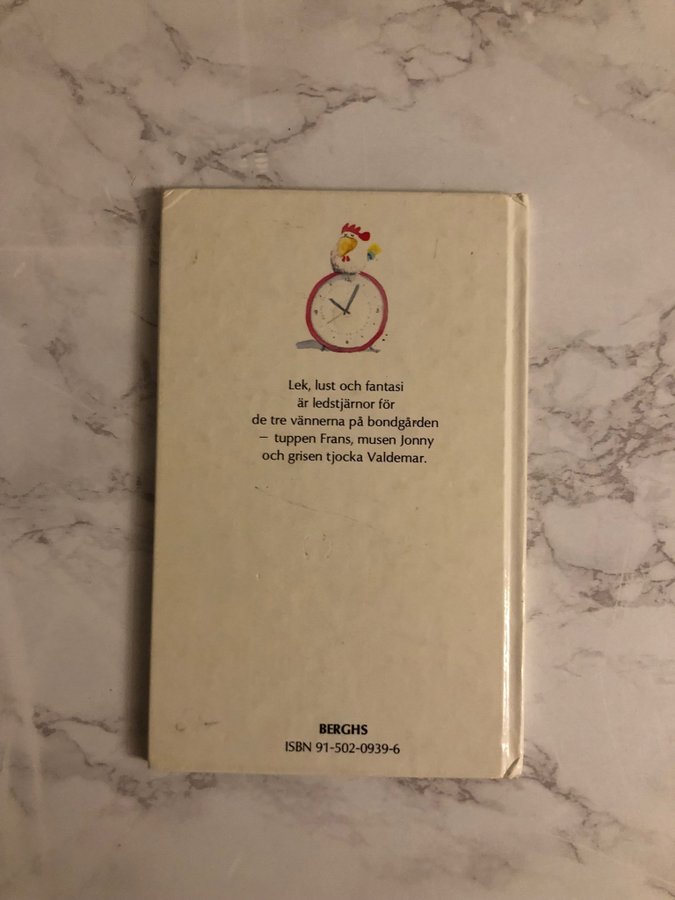 Lek, lust och fantasi
är ledstjärnor för
de tre vännerna på bondgården
– tuppen Frans, musen Jonny
och grisen tjocka Valdemar.
BERGHS
ISBN 91-502-0939-6